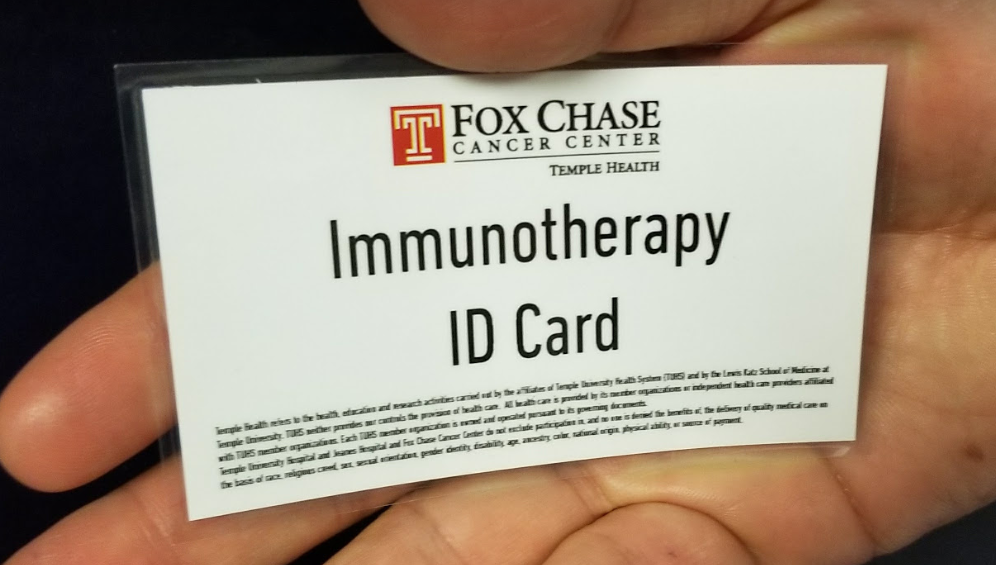 T FOX CHASE
CANCER CENTER
TEMPLE HEALTH
Immunotherapy
ID Card
Temple Health refers to the health, education and research activities carried out by the affiliates of Temple University Health System (TUHS) and by the Lewis Katz School of Medicine at
Temple University. TUHS neither provides nor controls the provision of health care. All health care is provided by its member organizations or independent health care providers affiliated
with TUHS member organizations. Each TUHS member organization is owned and operated pursuant to its governing documents.
Temple University Hospital and Jeanes Hospital and Fox Chase Cancer Center do not exclude participation in, and no one is denied the benefits of, the delivery of quality medical care on
the basis of race, religious creed, sex, sexual orientation, gender identity, disability, age, ancestry, color, national origin, physical ability, or source of payment.